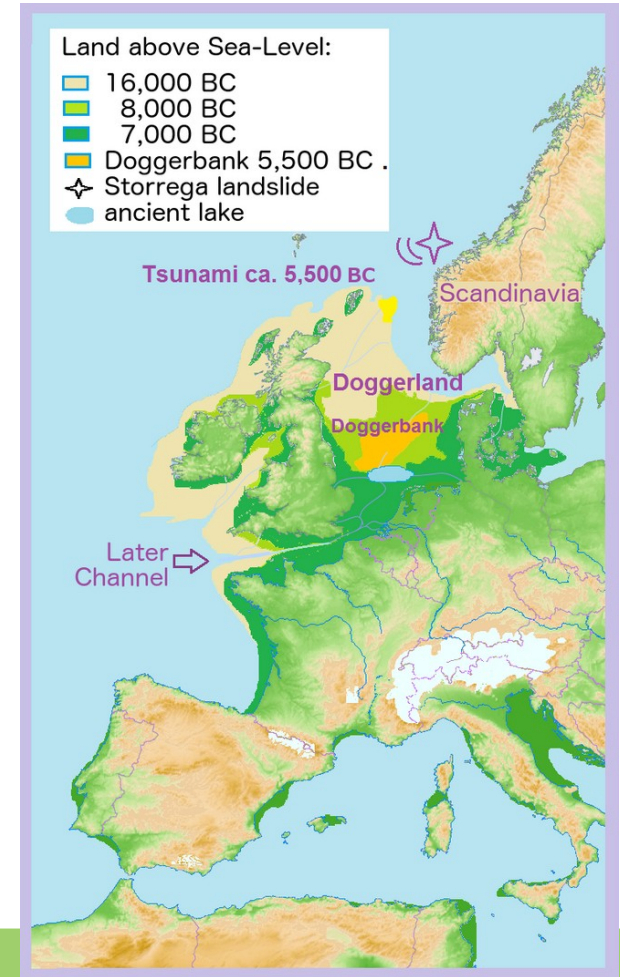 Land above Sea-Level:
16,000 BC
8,000 BC
7,000 BC
Doggerbank 5,500 BC .
Storrega landslide
ancient lake
Tsunami ca. 5,500 BC
Scandinavia
Doggerland
Doggerbank
Later
Channel